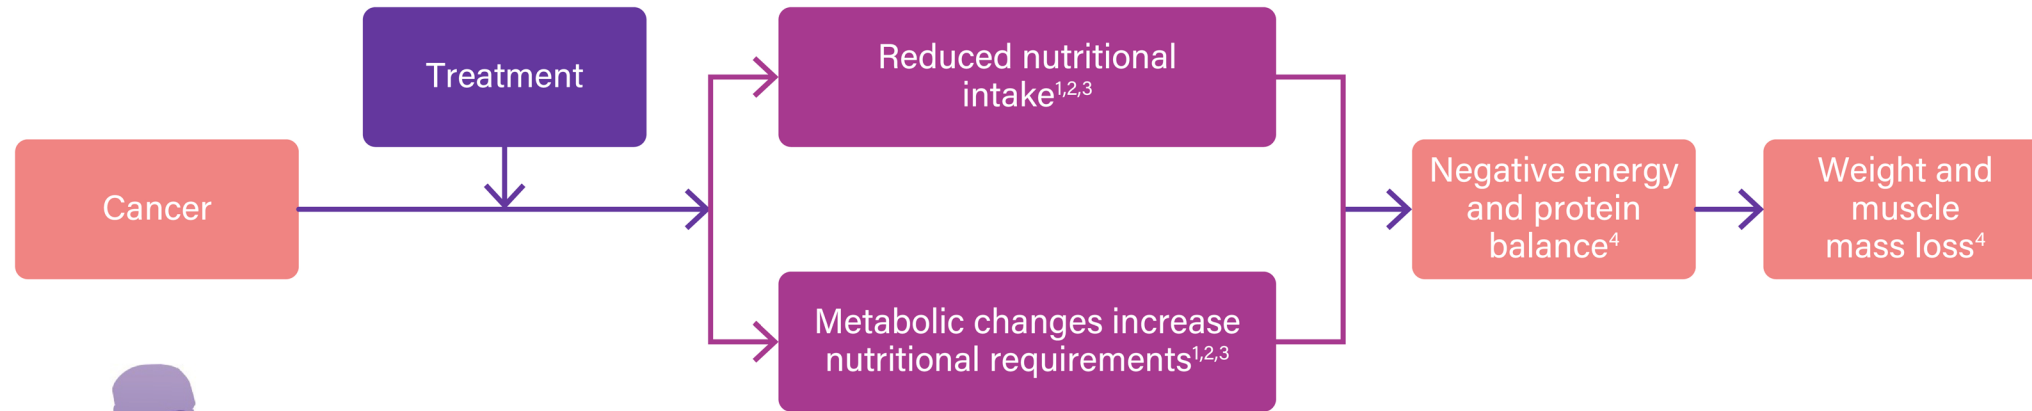 Treatment
Cancer
Reduced nutritional
intake1,2,3
Metabolic changes increase
nutritional requirements1,2,3
Negative energy
and protein
balance4
Weight and
muscle
mass loss4